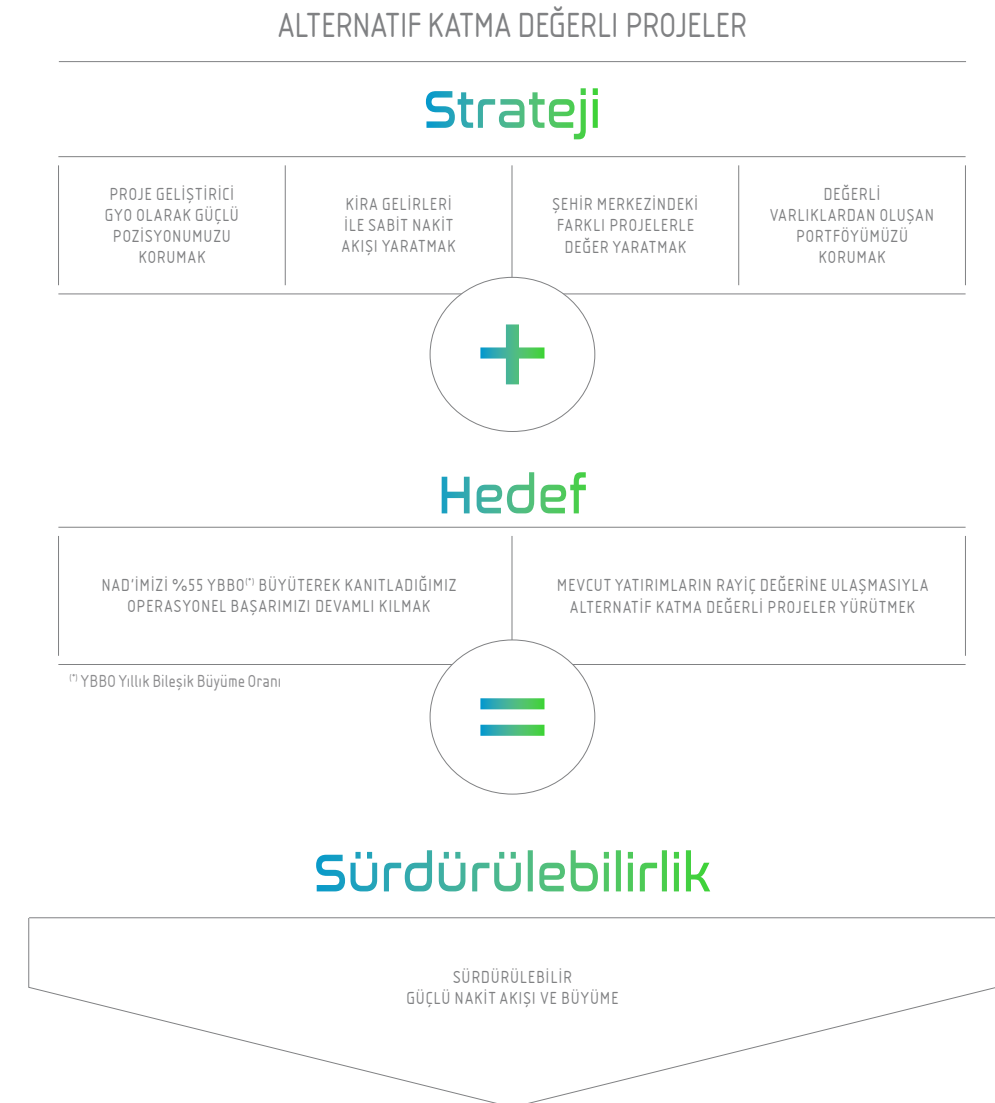 ALTERNATIF KATMA DEĞERLI PROJELER
Strateji
PROJE GELİŞTİRİCİ
GYO OLARAK GÜÇLÜ
POZİSYONUMUZU
KORUMAK
KİRA GELİRLERİ
İLE SABİT NAKİT
AKIŞI YARATMAK
ŞEHİR MERKEZİNDEKİ
FARKLI PROJELERLE
DEĞER YARATMAK
DEĞERLİ
VARLIKLARDAN OLUŞAN
PORTFÖYÜMÜZÜ
KORUMAK
+
Hedef
NAD'İMİZİ %55 YBBO(*) BÜYÜTEREK KANITLADIĞIMIZ
OPERASYONEL BAŞARIMIZI DEVAMLI KILMAK
MEVCUT YATIRIMLARIN RAYİÇ DEĞERİNE ULAŞMASIYLA
ALTERNATİF KATMA DEĞERLİ PROJELER YÜRÜTMEK
(*) YBBO Yıllık Bileşik Büyüme Oranı
=
Sürdürülebilirlik
SÜRDÜRÜLEBİLİR
GÜÇLÜ NAKİT AKIŞI VE BÜYÜME